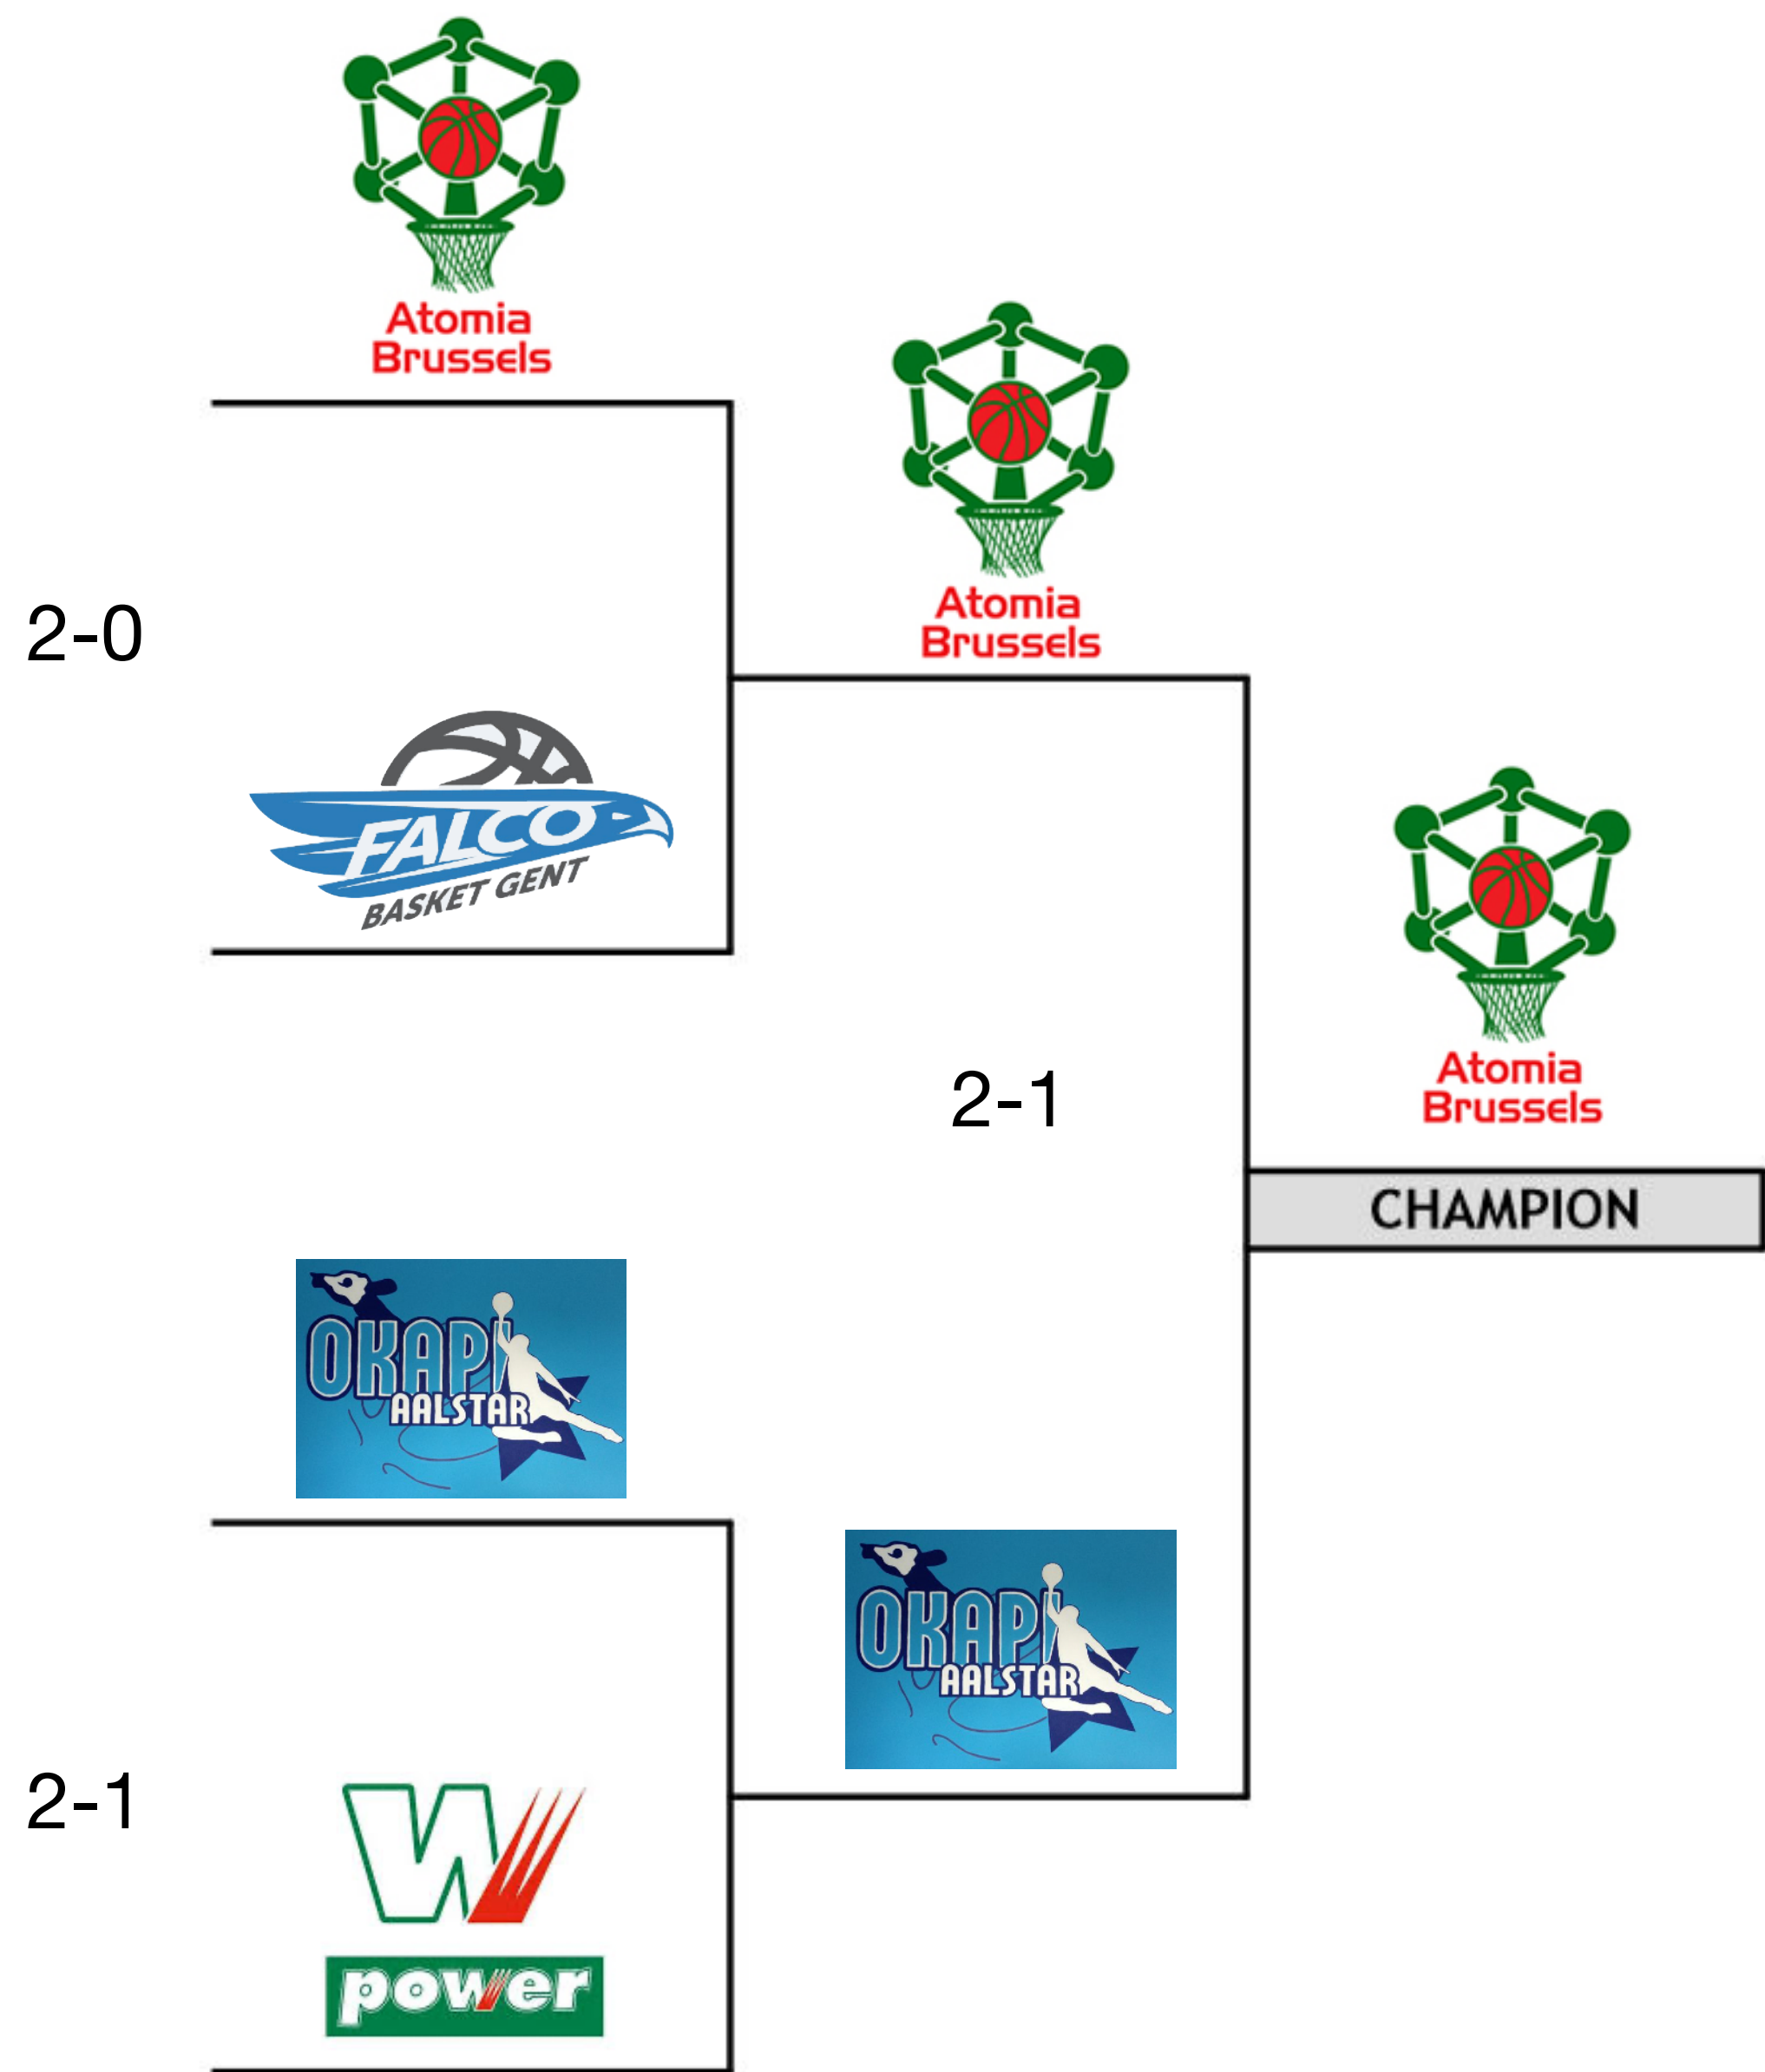 Atomia
Brussels
Atomia
Brussels
2-0
FALCO
BASKET GENT
Atomia
Brussels
2-1
CHAMPION
OKAPI
AALSTAR
OKAPI
AALSTAR
2-1
W
power